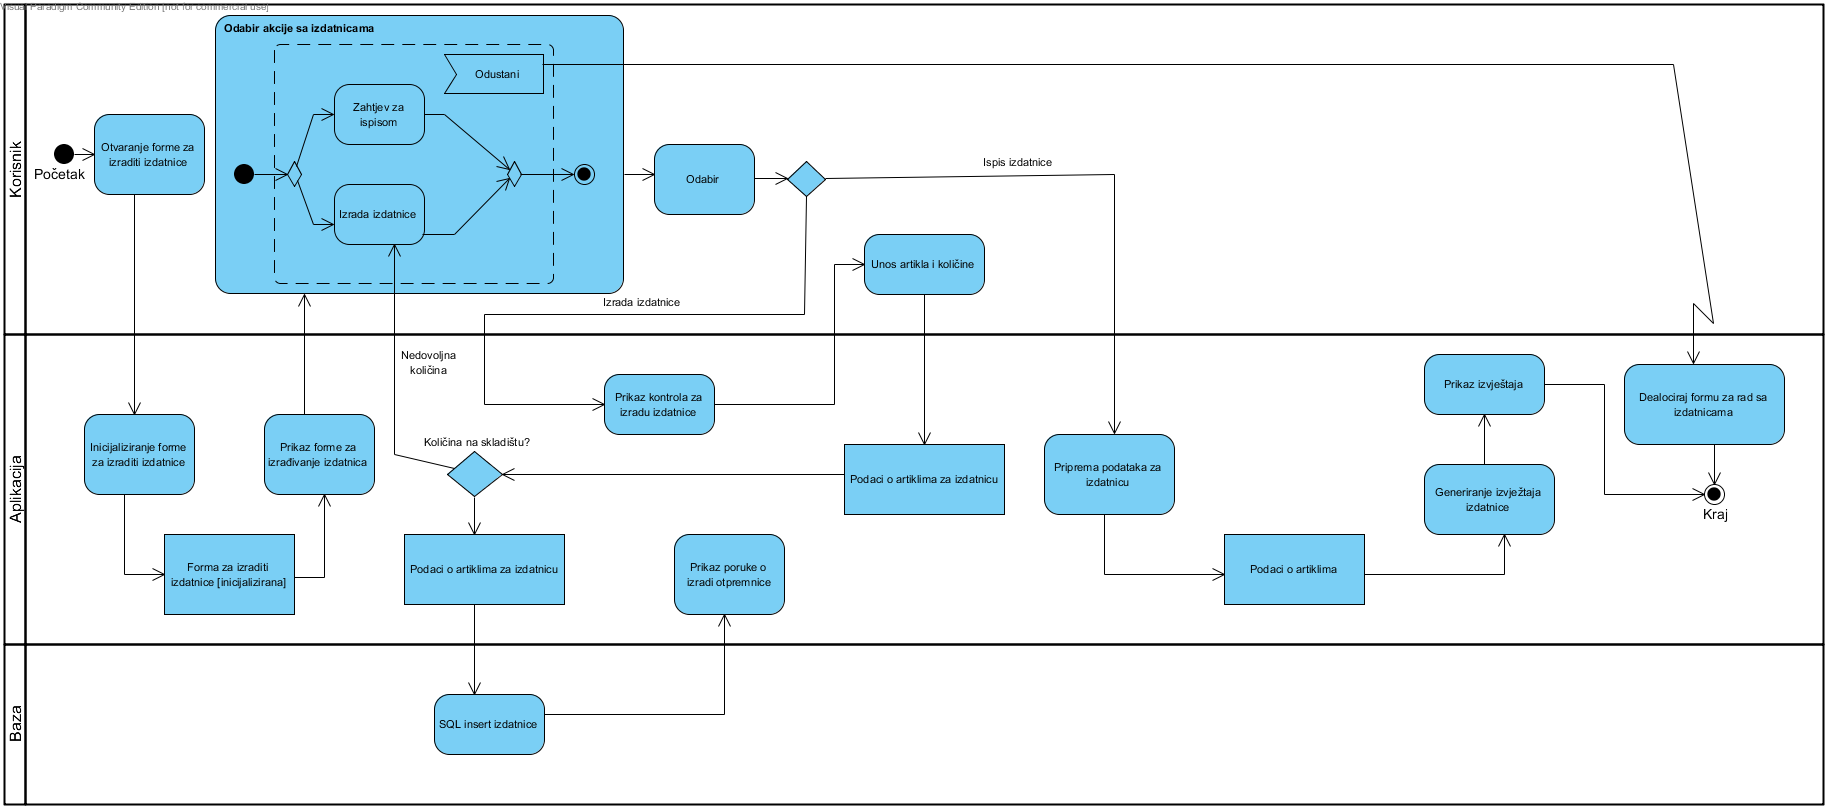 Visual Paradigm Community Edition [not for commercial use]
Korisnik
Početak
Otvaranje forme za
izraditi izdatnice
Odabir akcije sa izdatnicama
Odustani
Zahtjev za
ispisom
Izrada izdatnice
Odabir
Ispis izdatnice
Unos artikla i količine
Izrada izdatnice
Aplikacija
Nedovoljna
količina
Prikaz kontrola za
izradu izdatnice
Prikaz izvještaja
Dealociraj formu za rad sa
izdatnicama
Inicijaliziranje forme
za izraditi izdatnice
Prikaz forme za
izrađivanje izdatnica
Količina na skladištu?
Podaci o artiklima za izdatnicu
Priprema podataka za
izdatnicu
Generiranje izvježtaja
izdatnice
Kraj
Forma za izraditi
izdatnice [inicijalizirana]
Podaci o artiklima za izdatnicu
Prikaz poruke o
izradi otpremnice
Podaci o artiklima
Baza
SQL insert izdatnice